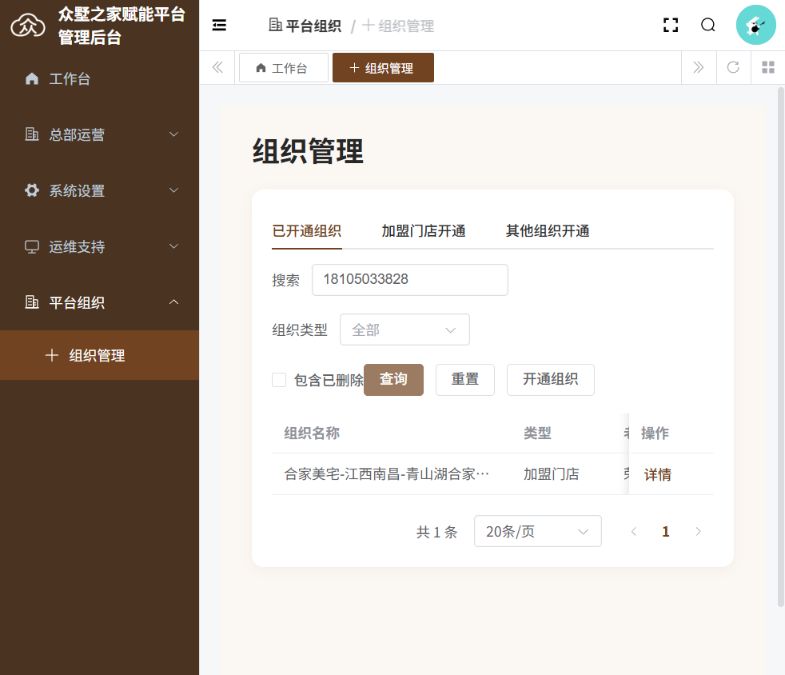 众墅之家赋能平台
管理后台
平台组织 / 组织管理
工作台
组织管理
工作台
总部运营
系统设置
运维支持
平台组织
组织管理
组织管理
已开通组织 加盟门店开通 其他组织开通
搜索 18105033828
组织类型 全部
包含已删除 查询 重置 开通组织
组织名称 类型 操作
合家美宅-江西南昌-青山湖合家… 加盟门店 详情
共 1 条 20条/页 1